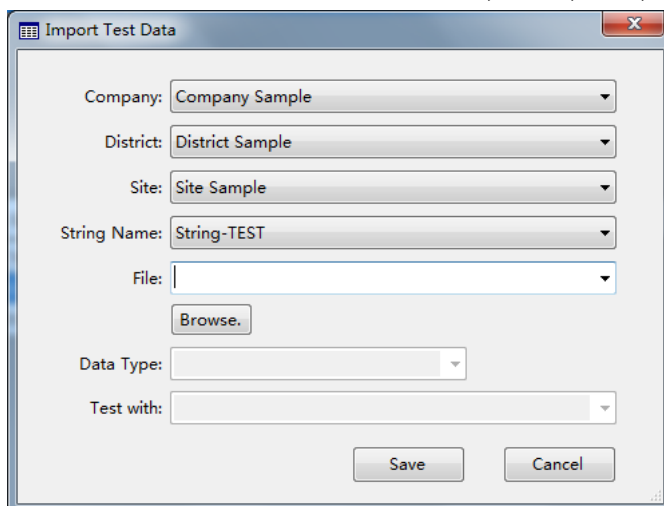 Import Test Data
Company: Company Sample
District: District Sample
Site: Site Sample
String Name: String-TEST
File:
Browse.
Data Type:
Test with:
Save Cancel